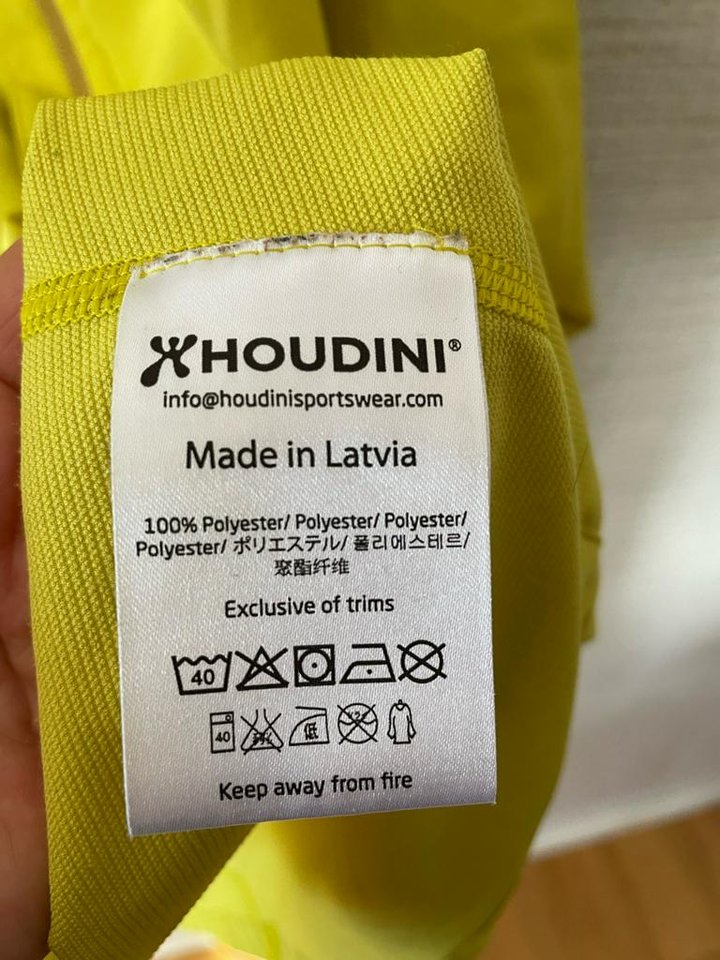 HOUDINI®
info@houdinisportswear.com
Made in Latvia
100% Polyester/ Polyester/ Polyester/
Polyester/ ポリエステル/ 폴리에스테르/
聚酯纤维
Exclusive of trims
40
40 低
Keep away from fire